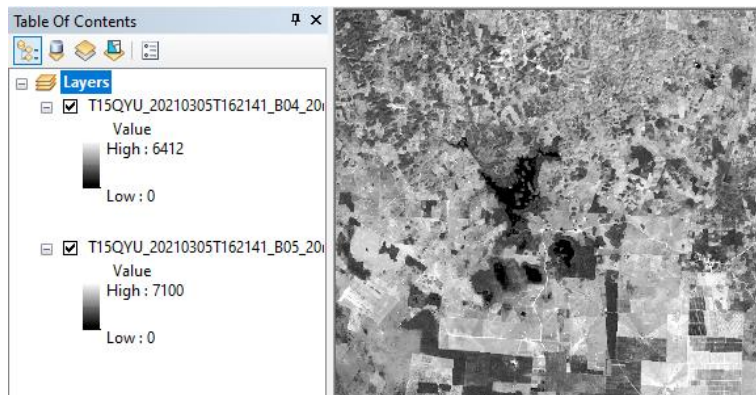 Table Of Contents
Layers
T15QYU_20210305T162141_B04_20
Value
High : 6412
Low : 0
T15QYU_20210305T162141_B05_20
Value
High : 7100
Low : 0